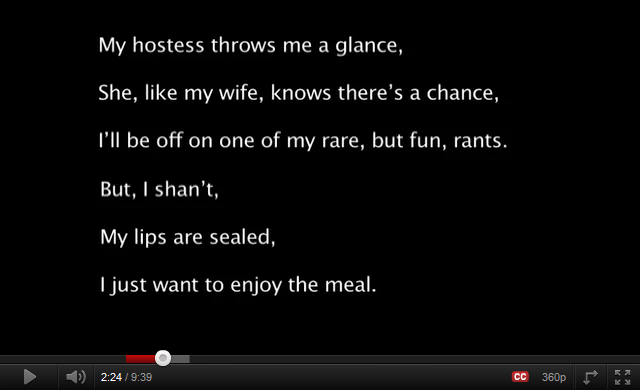 My hostess throws me a glance,
She, like my wife, knows there’s a chance,
I’ll be off on one of my rare, but fun, rants.
But, I shan’t,
My lips are sealed,
I just want to enjoy the meal.
2:24 / 9:39 CC 360p